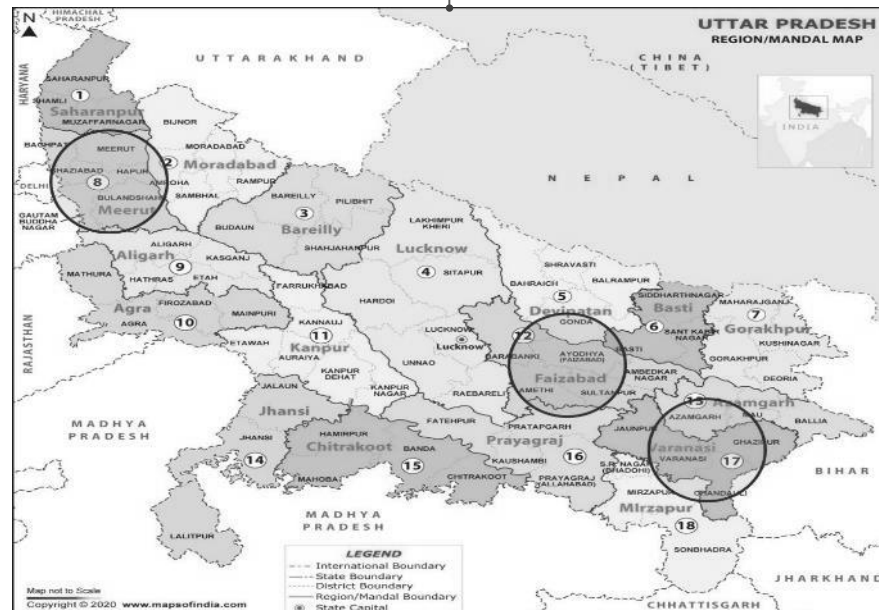 HIMACHAL
PRADESH
N
UTTAR PRADESH
REGION/MANDAL MAP
UTTARAKHAND
CHINA
(TIBET)
HARYANA
INDIA
SAHARANPUR
1
SHAMLI
Saharanpur
MUZAFFARNAGAR
BIJNOR
BAGHPAT
MEERUT
MORADABAD
2
Moradabad
DELHI
GHAZIABAD
HAPUR
8
AMROHA
RAMPUR
SAMBHAL
BULANDSHAHR
Meerut
GAUTAM
BUDDHA
NAGAR
NEPAL
BAREILLY
PILIBHIT
3
BUDAUN
Bareilly
SHAHJAHANPUR
LAKHIMPUR
KHERI
Lucknow
4
SITAPUR
HARDOI
ALIGARH
Aligarh
KASGANJ
9
HATHRAS
ETAH
MATHURA
FARRUKHABAD
SHRAVASTI
BAHRAICH
BALRAMPUR
5
Devipatan
GONDA
SIDDHARTHNAGAR
MAHARAJGANJ
Basti
7
6
SANT KABIR
NAGAR
Gorakhpur
KUSHINAGAR
BASTI
GORAKHPUR
DEORIA
RAJASTHAN
FIROZABAD
Agra
MAINPURI
AGRA
10
KANNAUJ
ETAWAH
11
Kanpur
AURAIYA
KANPUR
DEHAT
KANPUR
NAGAR
LUCKNOW
Lucknow
UNNAO
RAEBARELI
12
BARABANKI
AYODHYA
(FAIZABAD)
Faizabad
AMETHI
SULTANPUR
AMBEDKAR
NAGAR
JALAUN
Jhansi
FATEHPUR
PRATAPGARH
13
Azamgarh
AZAMGARH
MAU
BALLIA
MADHYA
PRADESH
HAMIRPUR
Chitrakoot
Prayagraj
JAUNPUR
GHAZIPUR
JHANSI
14
BANDA
15
KAUSHAMBI
16
Varanasi
VARANASI
17
MAHOBA
CHITRAKOOT
PRAYAGRAJ
(ALLAHABAD)
S.R. NAGAR
(BHADOHI)
BIHAR
MIRZAPUR
CHANDAULI
Mirzapur
18
LALITPUR
MADHYA
PRADESH
SONBHADRA
JHARKHAND
LEGEND
International Boundary
State Boundary
District Boundary
Region/Mandal Boundary
State Capital
CHHATTISGARH
Map not to Scale
Copyright © 2020 www.mapsofindia.com